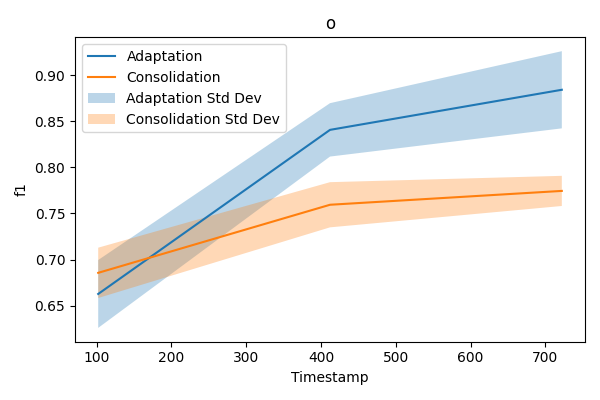 o
Adaptation
Consolidation
Adaptation Std Dev
Consolidation Std Dev
f1
0.90
0.85
0.80
0.75
0.70
0.65
100 200 300 400 500 600 700
Timestamp